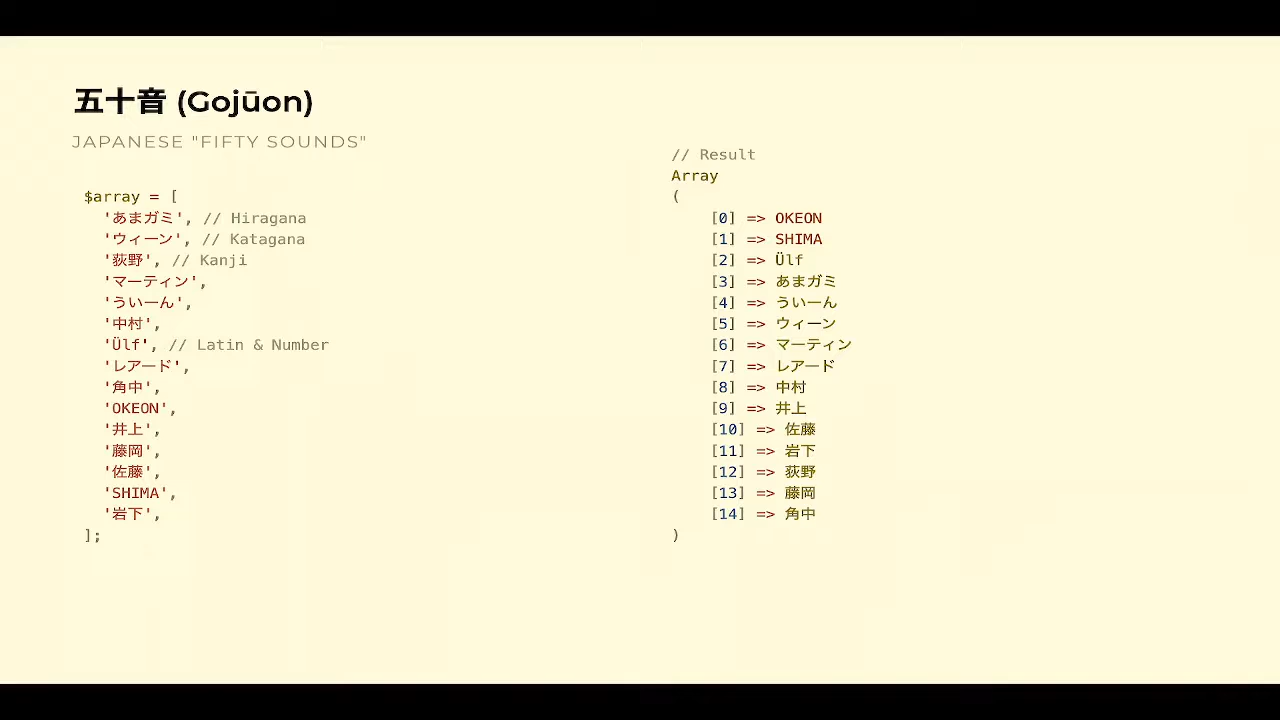 五十音 (Gojūon)
JAPANESE "FIFTY SOUNDS"
$array = [
'あまガミ', // Hiragana
'ウィーン', // Katagana
'荻野', // Kanji
'マーティン',
'ういーん',
'中村',
'Ülf', // Latin & Number
'レアード',
'角中',
'OKEON',
'井上',
'藤岡',
'佐藤',
'SHIMA',
'岩下',
];
// Result
Array
(
[0] => OKEON
[1] => SHIMA
[2] => Ülf
[3] => あまガミ
[4] => ういーん
[5] => ウィーン
[6] => マーティン
[7] => レアード
[8] => 中村
[9] => 井上
[10] => 佐藤
[11] => 岩下
[12] => 荻野
[13] => 藤岡
[14] => 角中
)